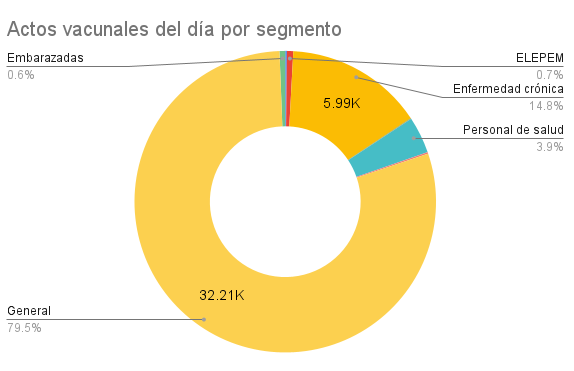 Actos vacunales del día por segmento
Embarazadas
0.6%
ELEPEM
0.7%
Enfermedad crónica
14.8%
5.99K
Personal de salud
3.9%
32.21K
General
79.5%